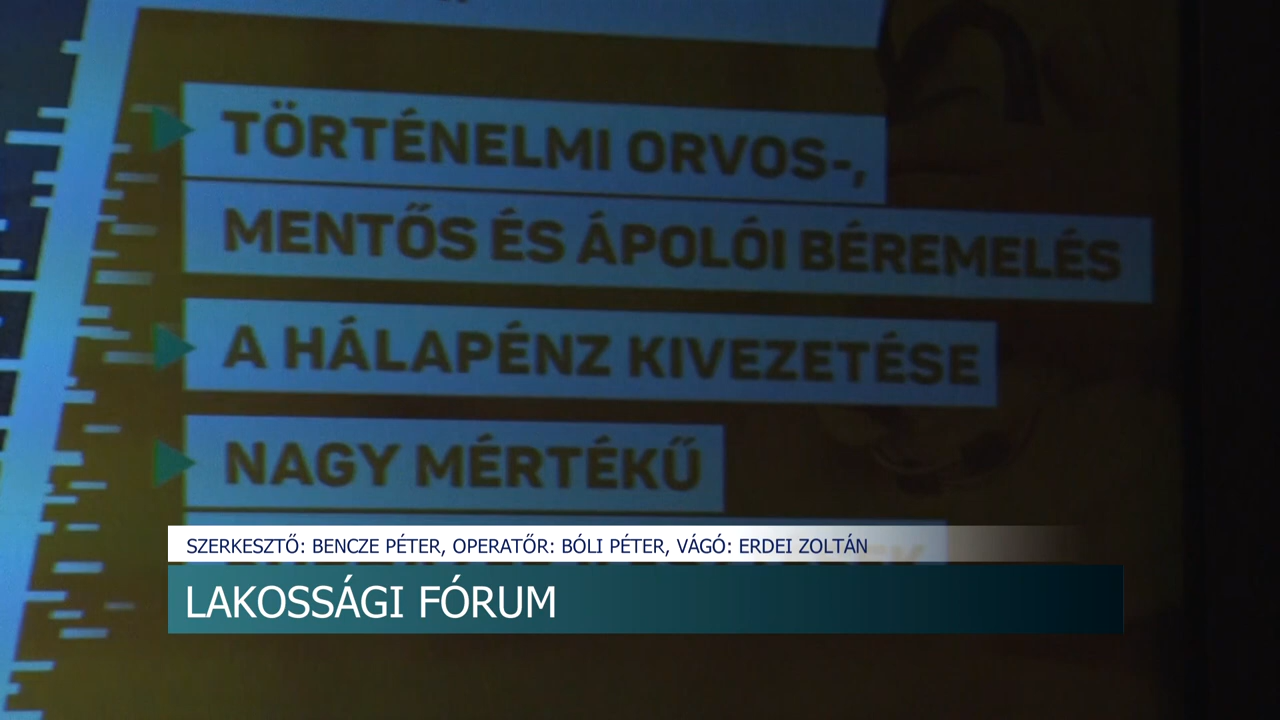 TÖRTÉNELMI ORVOS-,
MENTŐS ÉS ÁPOLÓI BÉREMELÉS
A HÁLAPÉNZ KIVEZETÉSE
NAGY MÉRTÉKŰ
SZERKESZTŐ: BENCZE PÉTER, OPERATŐR: BÓLI PÉTER, VÁGÓ: ERDEI ZOLTÁN
LAKOSSÁGI FÓRUM